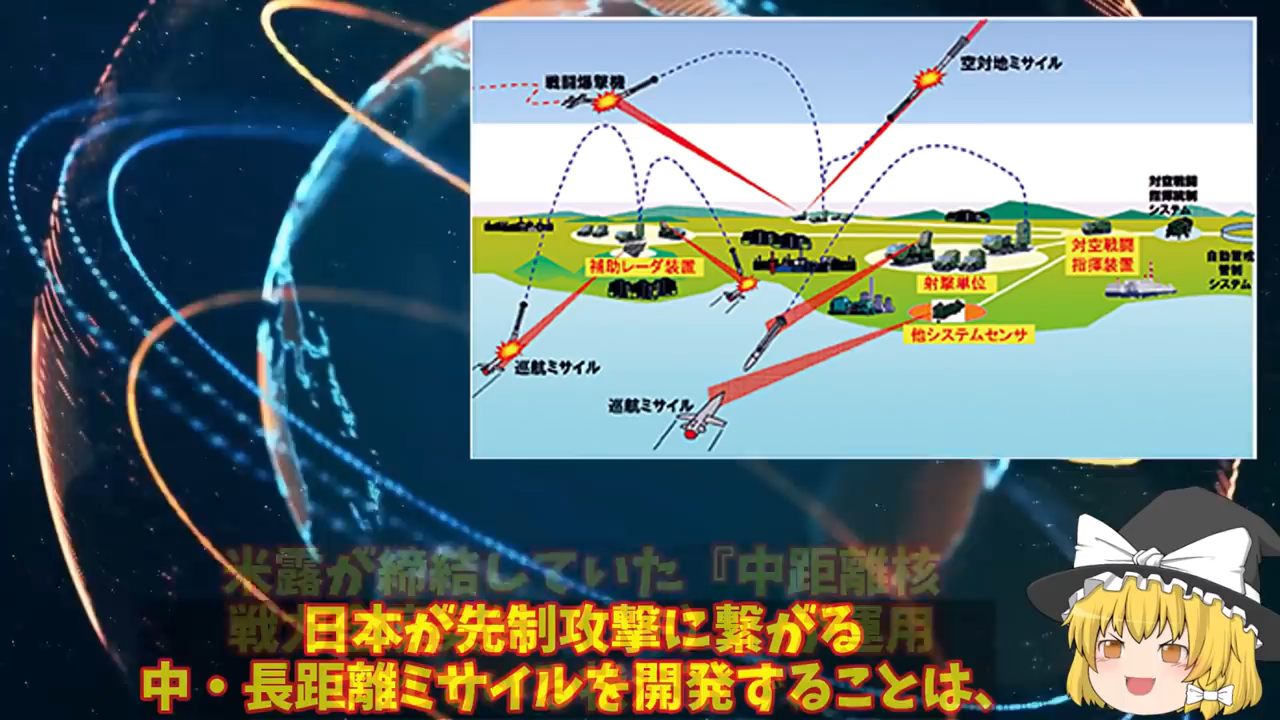 戦闘爆撃機
空対地ミサイル
対空戦闘
指揮統制
システム
補助レーダ装置
対空戦闘
指揮装置
射撃単位
自動警戒
管制
システム
他システムセンサ
巡航ミサイル
巡航ミサイル
米露が締結していた『中距離核
戦
運用
日本が先制攻撃に繋がる
中・長距離ミサイルを開発することは、